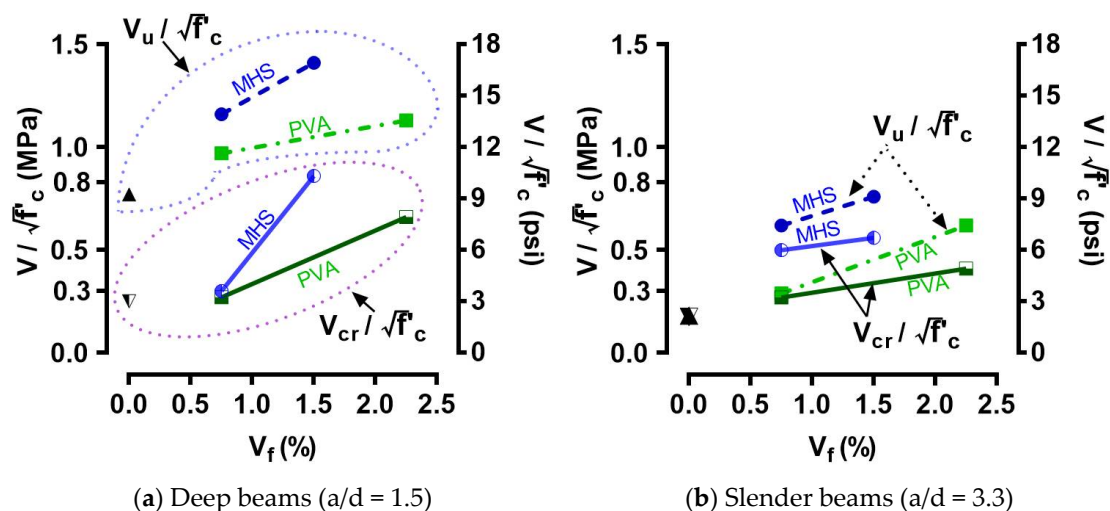 V_u / √f'_c
V / √f'_c (MPa)
1.5
1.0
0.8
0.5
0.3
0.0
MHS
PVA
MHS
PVA
V_cr / √f'_c
18
15
12
9
6
3
0
V / √f'_c (psi)
0.0 0.5 1.0 1.5 2.0 2.5
V_f (%)
(a) Deep beams (a/d = 1.5)
V / √f'_c (MPa)
1.5
1.0
0.8
0.5
0.3
0.0
V_u / √f'_c
MHS
MHS
PVA
PVA
V_cr / √f'_c
18
15
12
9
6
3
0
V / √f'_c (psi)
0.0 0.5 1.0 1.5 2.0 2.5
V_f (%)
(b) Slender beams (a/d = 3.3)